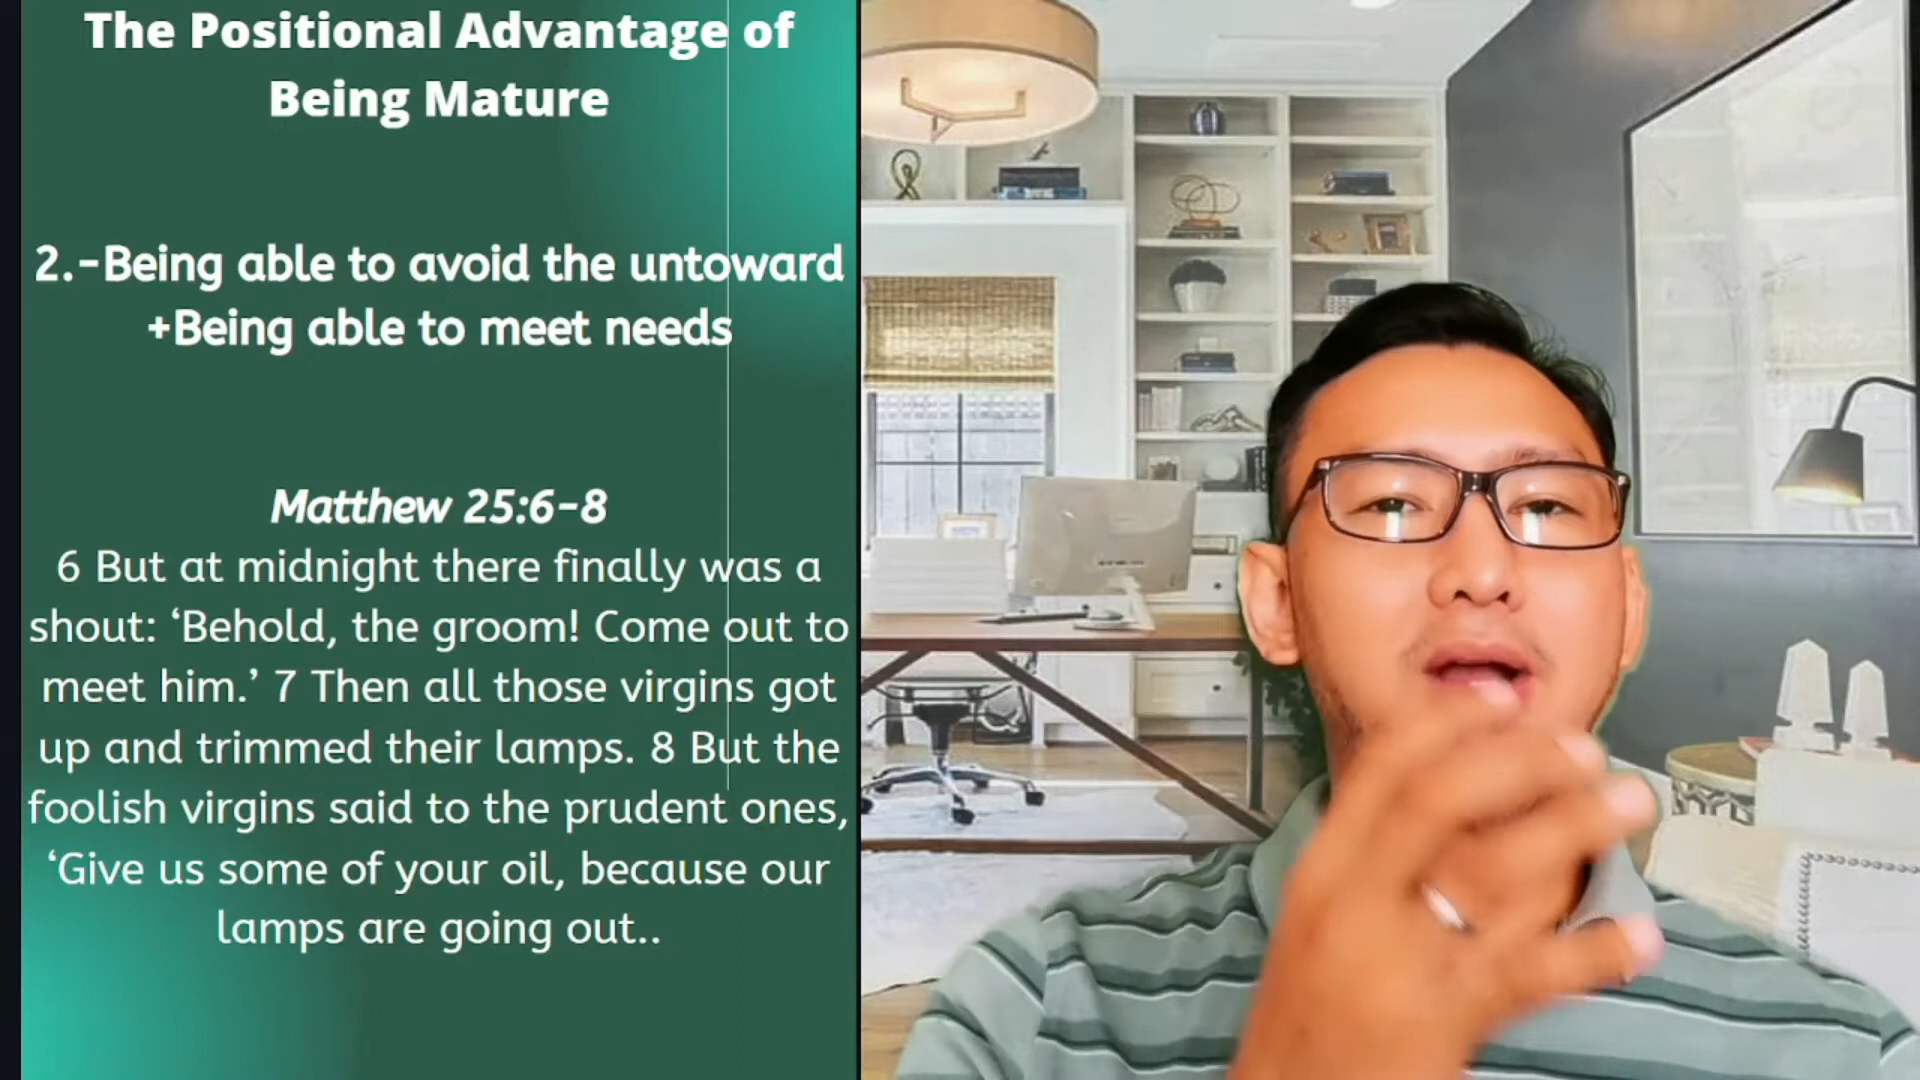 The Positional Advantage of
Being Mature
2.-Being able to avoid the untoward
+Being able to meet needs
Matthew 25:6-8
6 But at midnight there finally was a
shout: ‘Behold, the groom! Come out to
meet him.’ 7 Then all those virgins got
up and trimmed their lamps. 8 But the
foolish virgins said to the prudent ones,
‘Give us some of your oil, because our
lamps are going out..